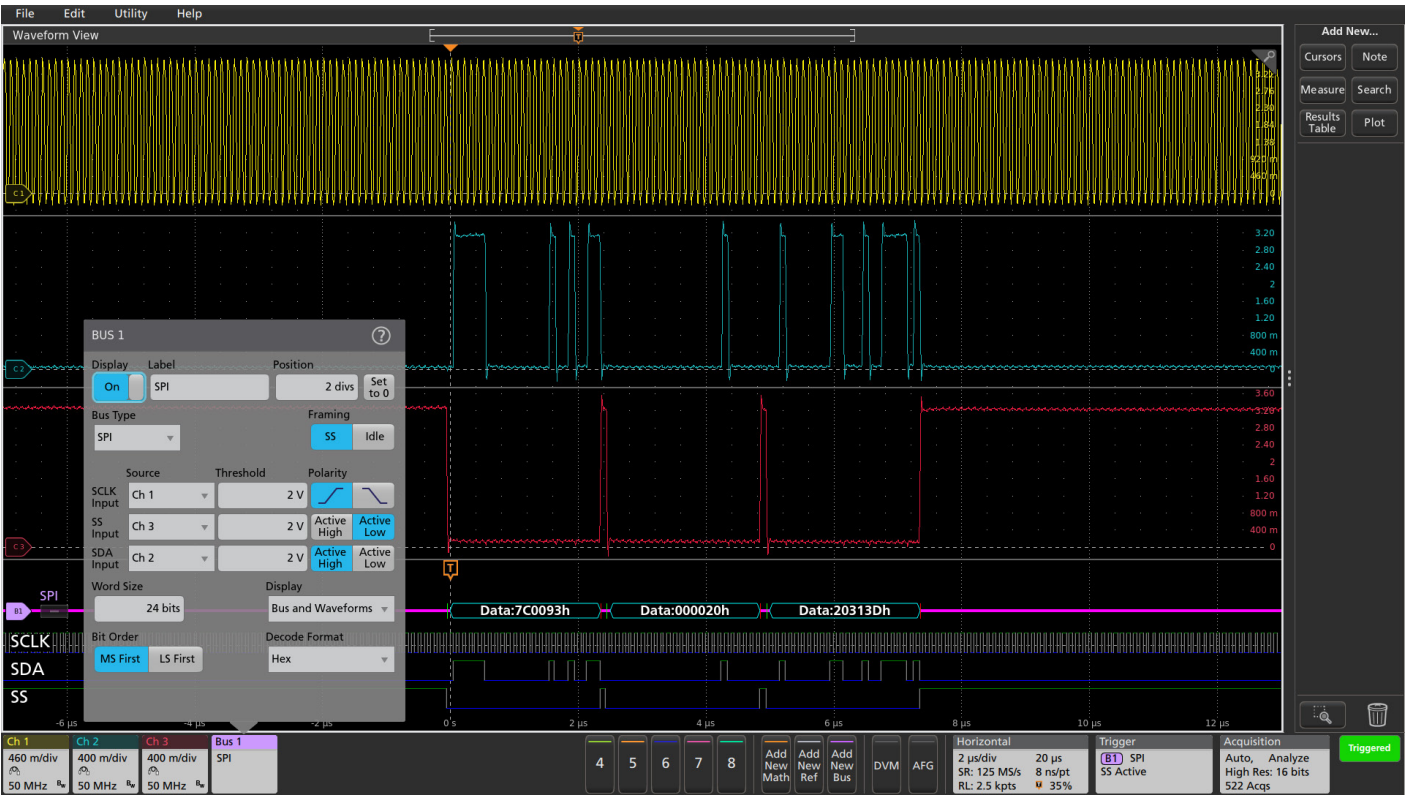 File Edit Utility Help
Waveform View
Add New...
Cursors Note
Measure Search
Results Table Plot
T
C1
3.22
2.76
2.30
1.84
1.38
920 m
460 m
0
C2
3.20
2.80
2.40
2
1.60
1.20
800 m
400 m
0
C3
3.60
3.20
2.80
2.40
2
1.60
1.20
800 m
400 m
0
BUS 1 ?
Display Label Position
On SPI 2 divs Set to 0
Bus Type Framing
SPI SS Idle
Source Threshold Polarity
SCLK Input Ch 1 2 V
SS Input Ch 3 2 V Active High Active Low
SDA Input Ch 2 2 V Active High Active Low
Word Size Display
24 bits Bus and Waveforms
Bit Order Decode Format
MS First LS First Hex
T
SPI
B1 Data:7C0093h Data:000020h Data:20313Dh
SCLK
SDA
SS
-6 µs -4 µs -2 µs 0 s 2 µs 4 µs 6 µs 8 µs 10 µs 12 µs
Ch 1
460 m/div
50 MHz Bw
Ch 2
400 m/div
50 MHz Bw
Ch 3
400 m/div
50 MHz Bw
Bus 1
SPI
4 5 6 7 8
Add New Math
Add New Ref
Add New Bus
DVM AFG
Horizontal
2 µs/div 20 µs
SR: 125 MS/s 8 ns/pt
RL: 2.5 kpts 35%
Trigger
B1 SPI
SS Active
Acquisition
Auto, Analyze
High Res: 16 bits
522 Acqs
Triggered